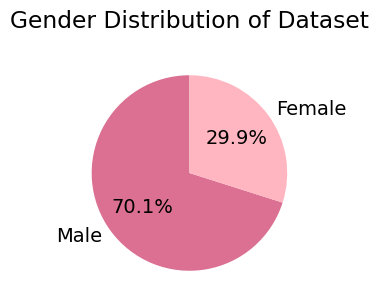 Gender Distribution of Dataset
Female
29.9%
70.1%
Male